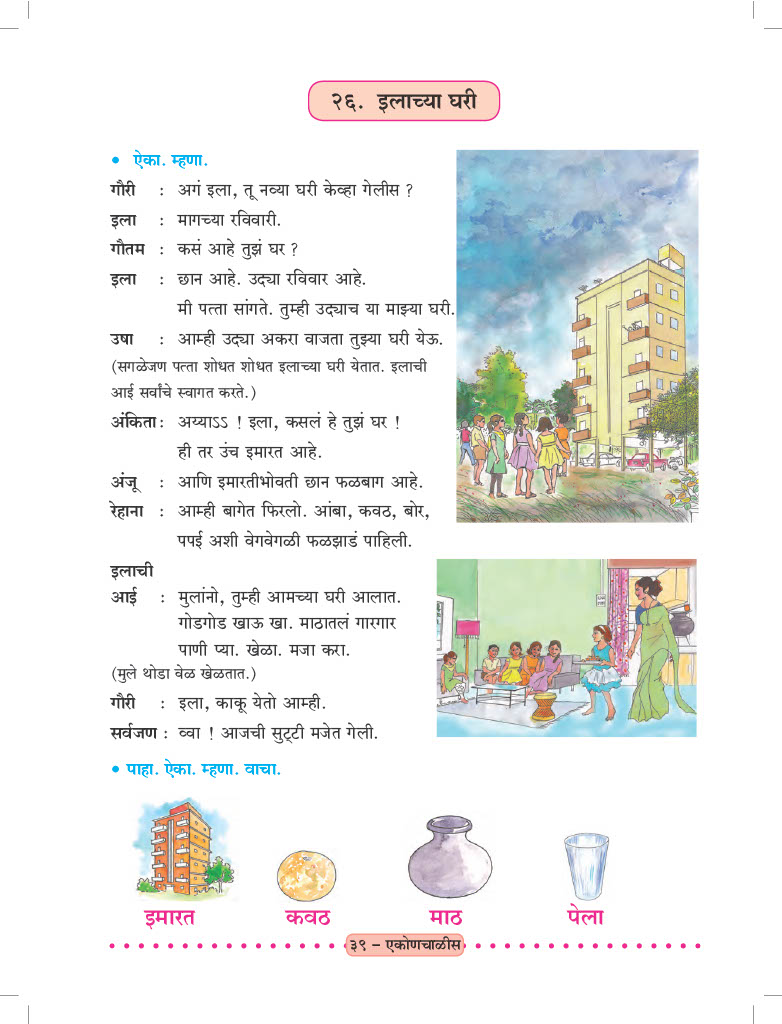 २६. इलाच्या घरी
• ऐका. म्हणा.
गौरी : अगं इला, तू नव्या घरी केव्हा गेलीस ?
इला : मागच्या रविवारी.
गौतम : कसं आहे तुझं घर ?
इला : छान आहे. उद्या रविवार आहे.
मी पत्ता सांगते. तुम्ही उद्याच या माझ्या घरी.
उषा : आम्ही उद्या अकरा वाजता तुझ्या घरी येऊ.
(सगळेजण पत्ता शोधत शोधत इलाच्या घरी येतात. इलाची
आई सर्वांचे स्वागत करते.)
अंकिता : अय्याऽऽ ! इला, कसलं हे तुझं घर !
ही तर उंच इमारत आहे.
अंजू : आणि इमारतीभोवती छान फळबाग आहे.
रेहाना : आम्ही बागेत फिरलो. आंबा, कवठ, बोर,
पपई अशी वेगवेगळी फळझाडं पाहिली.
इलाची
आई : मुलांनो, तुम्ही आमच्या घरी आलात.
गोडगोड खाऊ खा. माठातलं गारगार
पाणी प्या. खेळा. मजा करा.
(मुले थोडा वेळ खेळतात.)
गौरी : इला, काकू येतो आम्ही.
सर्वजण : व्वा ! आजची सुट्टी मजेत गेली.
• पाहा. ऐका. म्हणा. वाचा.
इमारत कवठ माठ पेला
३९ – एकोणचाळीस